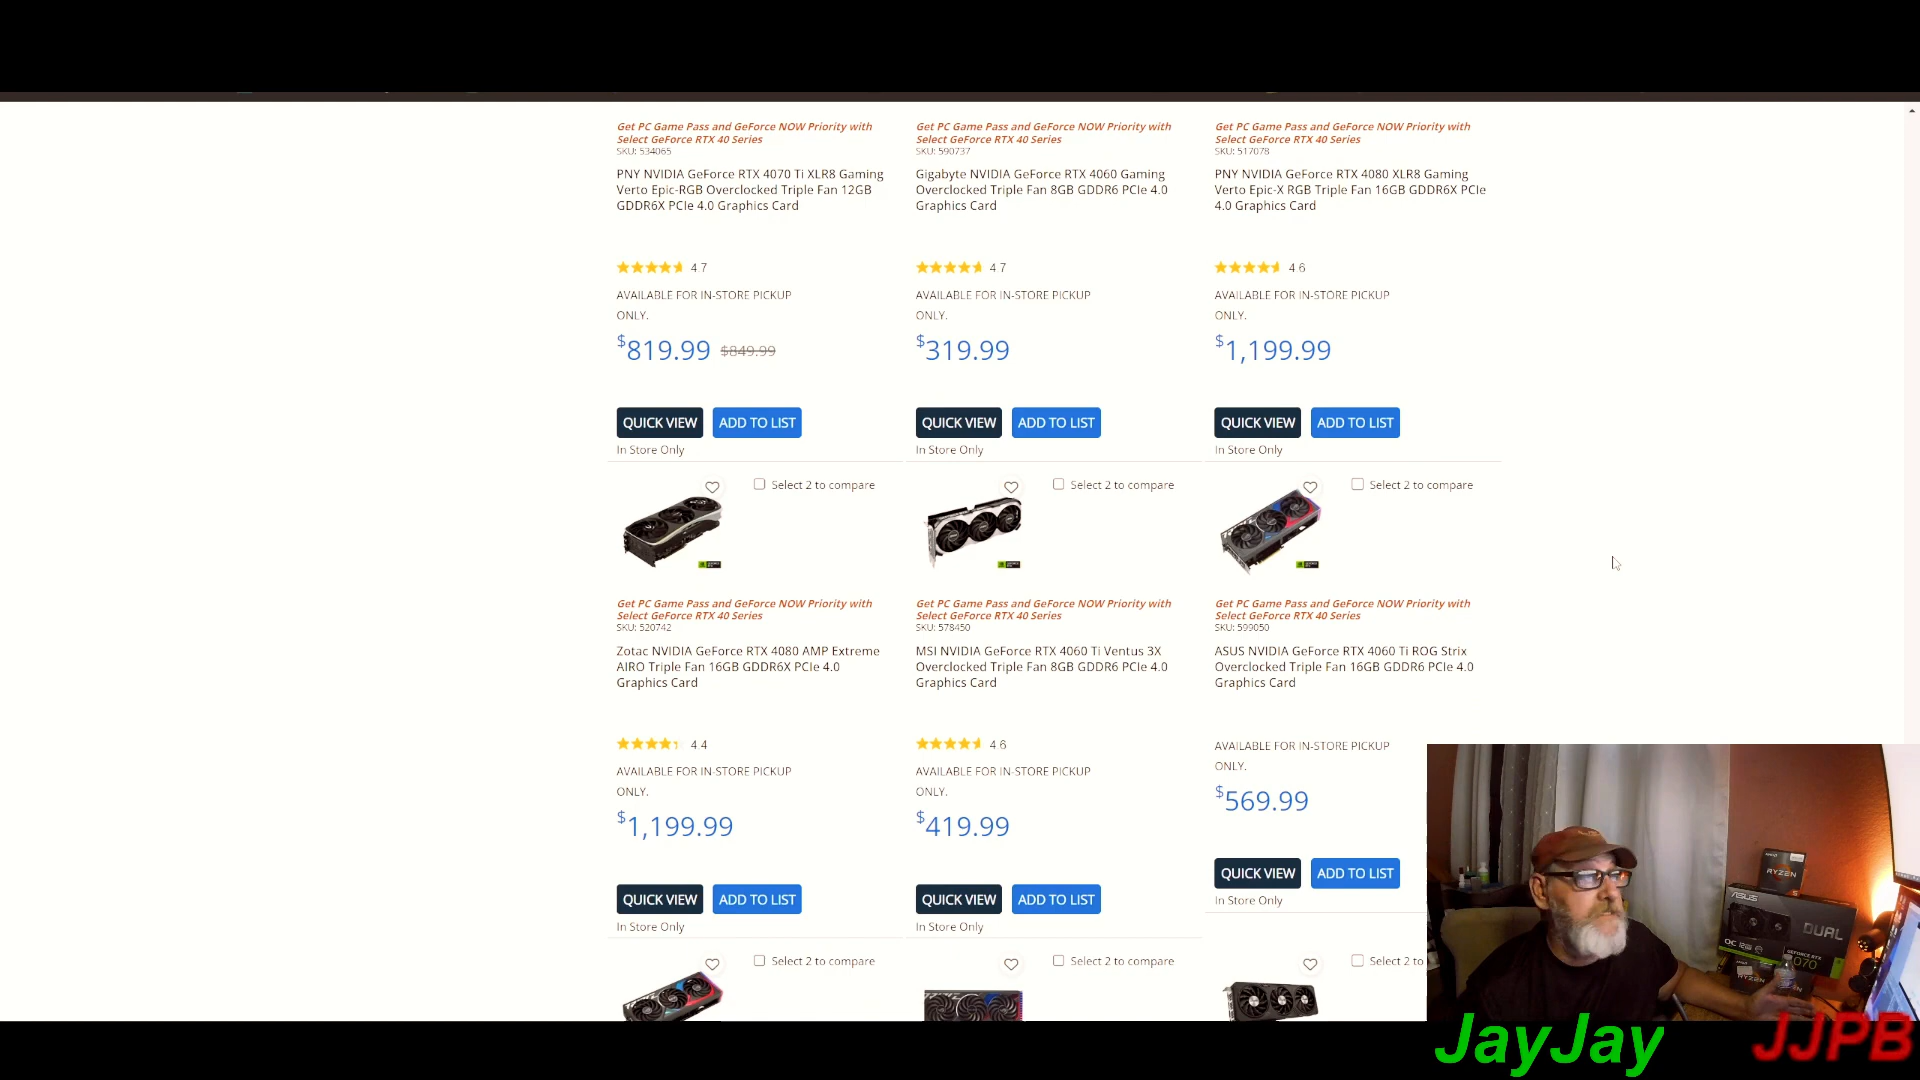 Get PC Game Pass and GeForce NOW Priority with
Select GeForce RTX 40 Series
SKU: 534065
PNY NVIDIA GeForce RTX 4070 Ti XLR8 Gaming
Verto Epic-RGB Overclocked Triple Fan 12GB
GDDR6X PCIe 4.0 Graphics Card
4.7
AVAILABLE FOR IN-STORE PICKUP
ONLY.
$819.99 $849.99
QUICK VIEW
ADD TO LIST
In Store Only
Get PC Game Pass and GeForce NOW Priority with
Select GeForce RTX 40 Series
SKU: 590737
Gigabyte NVIDIA GeForce RTX 4060 Gaming
Overclocked Triple Fan 8GB GDDR6 PCIe 4.0
Graphics Card
4.7
AVAILABLE FOR IN-STORE PICKUP
ONLY.
$319.99
QUICK VIEW
ADD TO LIST
In Store Only
Get PC Game Pass and GeForce NOW Priority with
Select GeForce RTX 40 Series
SKU: 517078
PNY NVIDIA GeForce RTX 4080 XLR8 Gaming
Verto Epic-X RGB Triple Fan 16GB GDDR6X PCIe
4.0 Graphics Card
4.6
AVAILABLE FOR IN-STORE PICKUP
ONLY.
$1,199.99
QUICK VIEW
ADD TO LIST
In Store Only
Select 2 to compare
Get PC Game Pass and GeForce NOW Priority with
Select GeForce RTX 40 Series
SKU: 520742
Zotac NVIDIA GeForce RTX 4080 AMP Extreme
AIRO Triple Fan 16GB GDDR6X PCIe 4.0
Graphics Card
4.4
AVAILABLE FOR IN-STORE PICKUP
ONLY.
$1,199.99
QUICK VIEW
ADD TO LIST
In Store Only
Select 2 to compare
Get PC Game Pass and GeForce NOW Priority with
Select GeForce RTX 40 Series
SKU: 578450
MSI NVIDIA GeForce RTX 4060 Ti Ventus 3X
Overclocked Triple Fan 8GB GDDR6 PCIe 4.0
Graphics Card
4.6
AVAILABLE FOR IN-STORE PICKUP
ONLY.
$419.99
QUICK VIEW
ADD TO LIST
In Store Only
Select 2 to compare
Get PC Game Pass and GeForce NOW Priority with
Select GeForce RTX 40 Series
SKU: 599050
ASUS NVIDIA GeForce RTX 4060 Ti ROG Strix
Overclocked Triple Fan 16GB GDDR6 PCIe 4.0
Graphics Card
AVAILABLE FOR IN-STORE PICKUP
ONLY.
$569.99
QUICK VIEW
ADD TO LIST
In Store Only
Select 2 to compare
Select 2 to compare
Select 2 to
RYZEN
ASUS
DUAL
GEFORCE RTX
070
RYZEN
JayJay
JJPB